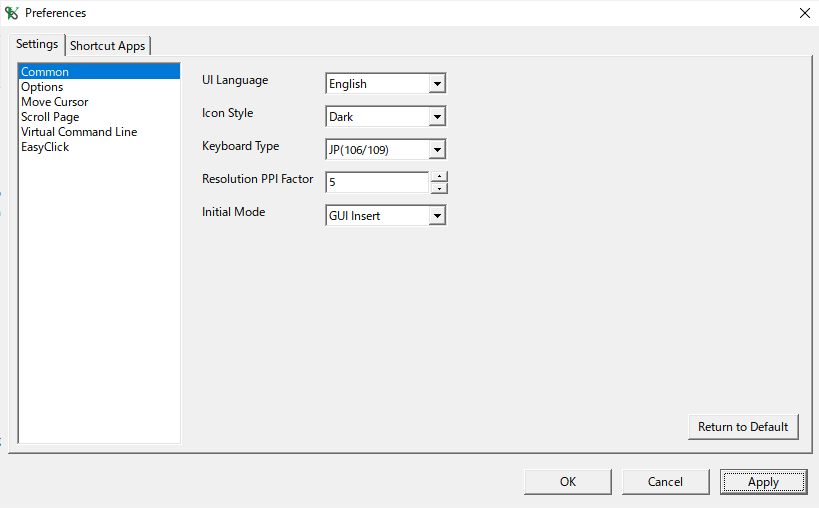 Preferences
Settings
Shortcut Apps
Common
Options
Move Cursor
Scroll Page
Virtual Command Line
EasyClick
UI Language
English
Icon Style
Dark
Keyboard Type
JP(106/109)
Resolution PPI Factor
5
Initial Mode
GUI Insert
Return to Default
OK
Cancel
Apply